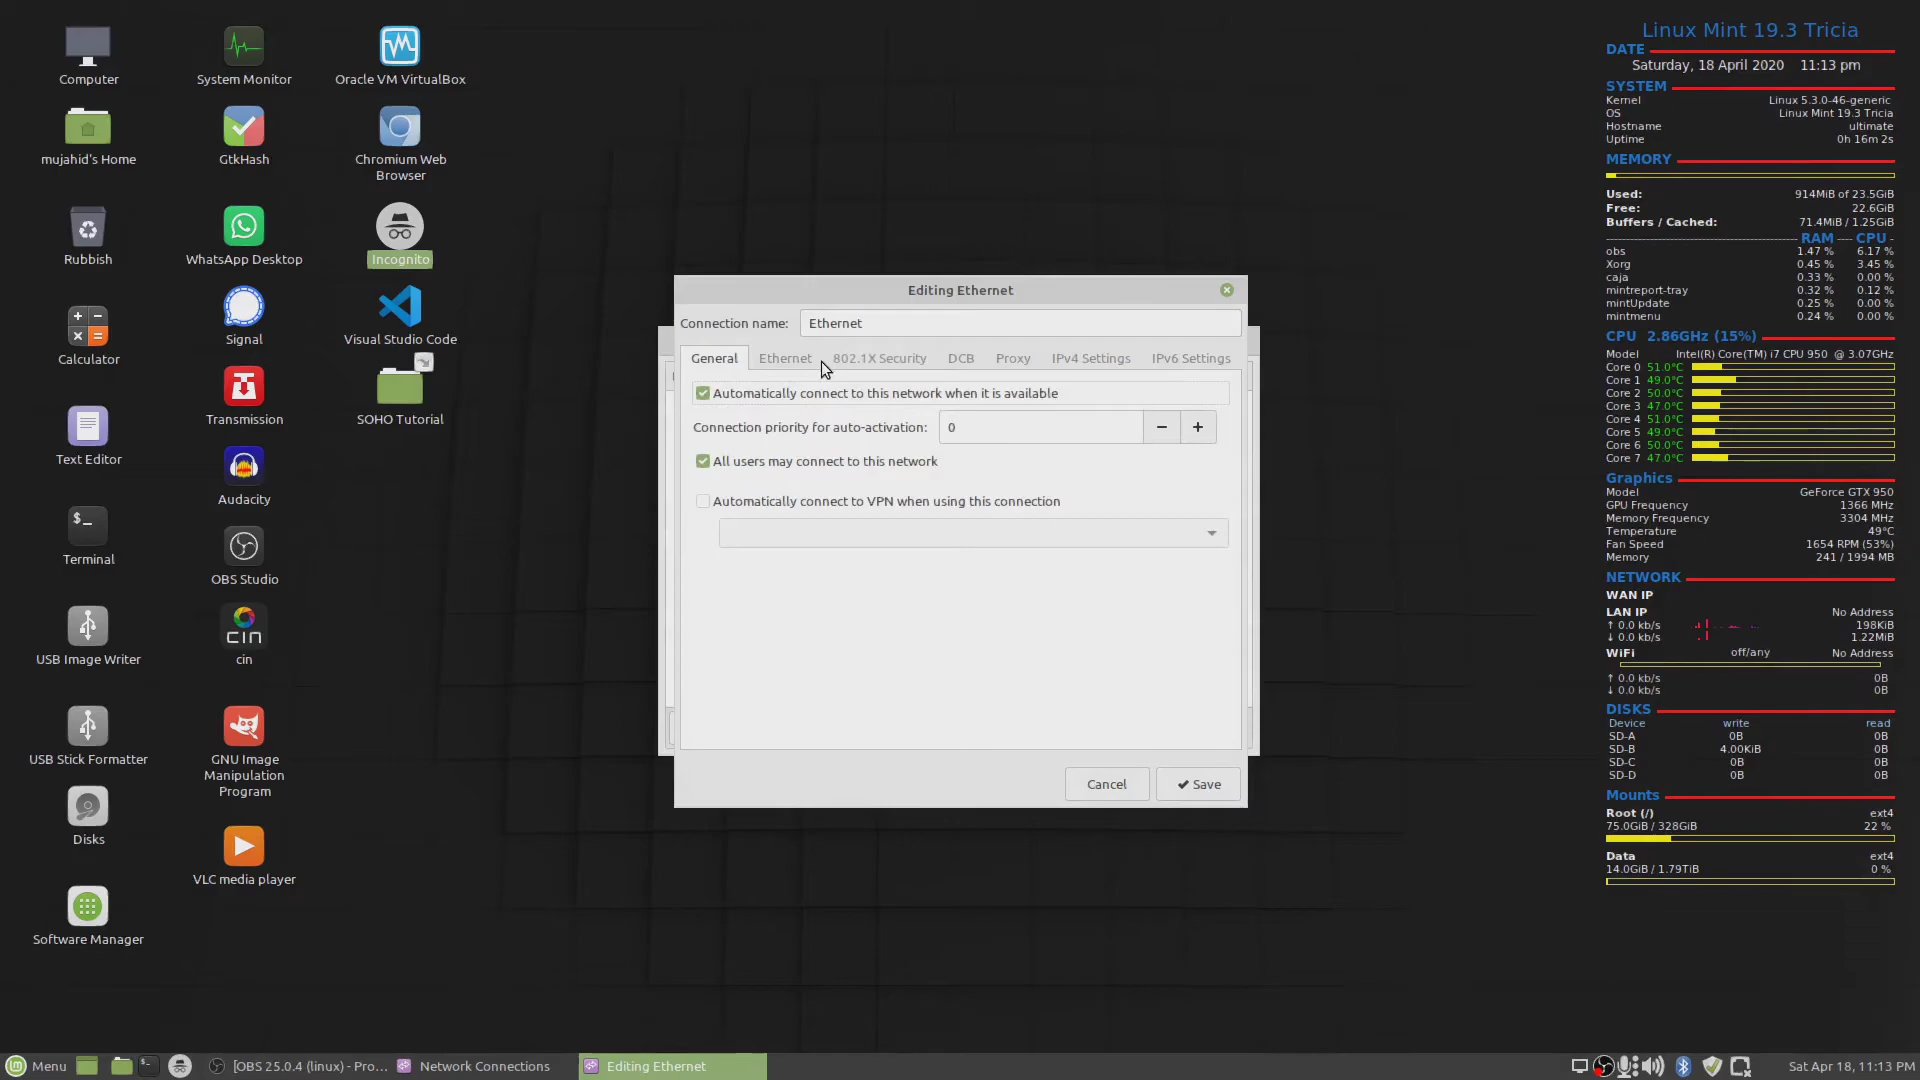 Computer
System Monitor
Oracle VM VirtualBox
mujahid's Home
GtkHash
Chromium Web
Browser
Rubbish
WhatsApp Desktop
Incognito
Calculator
Signal
Visual Studio Code
Transmission
SOHO Tutorial
Text Editor
Audacity
Terminal
OBS Studio
USB Image Writer
cin
cin
USB Stick Formatter
GNU Image
Manipulation
Program
Disks
VLC media player
Software Manager
Editing Ethernet
Connection name: Ethernet
General Ethernet 802.1X Security DCB Proxy IPv4 Settings IPv6 Settings
Automatically connect to this network when it is available
Connection priority for auto-activation: 0 − +
All users may connect to this network
Automatically connect to VPN when using this connection
Cancel Save
Linux Mint 19.3 Tricia
DATE
Saturday, 18 April 2020 11:13 pm
SYSTEM
Kernel Linux 5.3.0-46-generic
OS Linux Mint 19.3 Tricia
Hostname ultimate
Uptime 0h 16m 2s
MEMORY
Used: 914MiB of 23.5GiB
Free: 22.6GiB
Buffers / Cached: 71.4MiB / 1.25GiB
RAM CPU
obs 1.47 % 6.17 %
Xorg 0.45 % 3.45 %
caja 0.33 % 0.00 %
mintreport-tray 0.32 % 0.12 %
mintUpdate 0.25 % 0.00 %
mintmenu 0.24 % 0.00 %
CPU 2.86GHz (15%)
Model Intel(R) Core(TM) i7 CPU 950 @ 3.07GHz
Core 0 51.0°C
Core 1 49.0°C
Core 2 50.0°C
Core 3 47.0°C
Core 4 51.0°C
Core 5 49.0°C
Core 6 50.0°C
Core 7 47.0°C
Graphics
Model GeForce GTX 950
GPU Frequency 1366 MHz
Memory Frequency 3304 MHz
Temperature 49°C
Fan Speed 1654 RPM (53%)
Memory 241 / 1994 MB
NETWORK
WAN IP
LAN IP No Address
↑ 0.0 kb/s 198KiB
↓ 0.0 kb/s 1.22MiB
WiFi off/any No Address
↑ 0.0 kb/s 0B
↓ 0.0 kb/s 0B
DISKS
Device write read
SD-A 0B 0B
SD-B 4.00KiB 0B
SD-C 0B 0B
SD-D 0B 0B
Mounts
Root (/) ext4
75.0GiB / 328GiB 22 %
Data ext4
14.0GiB / 1.79TiB 0 %
Menu [OBS 25.0.4 (linux) - Pro... Network Connections Editing Ethernet Sat Apr 18, 11:13 PM